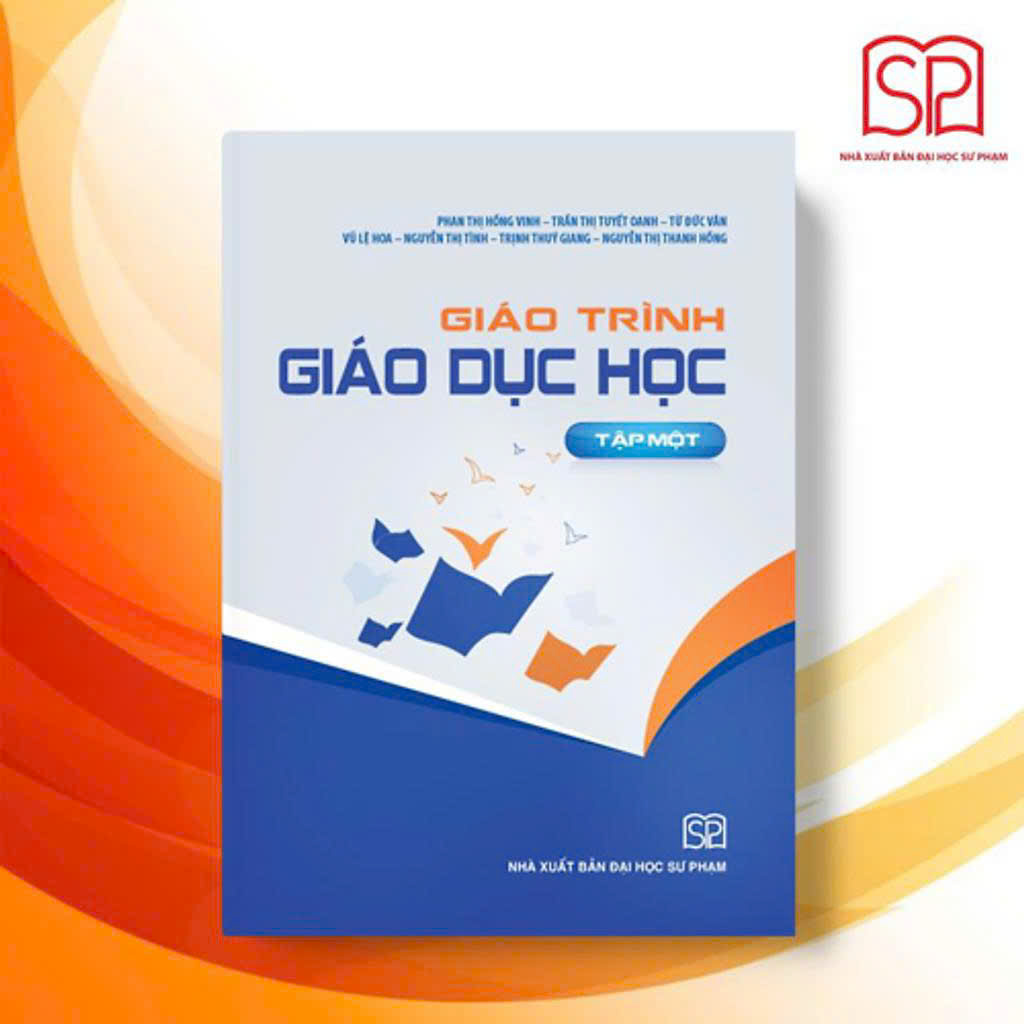 SP
NHÀ XUẤT BẢN ĐẠI HỌC SƯ PHẠM
PHAN THỊ HỒNG VINH – TRẦN THỊ TUYẾT OANH – TỪ ĐỨC VĂN
VŨ LỆ HOA – NGUYỄN THỊ TÌNH – TRỊNH THUÝ GIANG – NGUYỄN THỊ THANH HỒNG
GIÁO TRÌNH
GIÁO DỤC HỌC
TẬP MỘT
SP
NHÀ XUẤT BẢN ĐẠI HỌC SƯ PHẠM